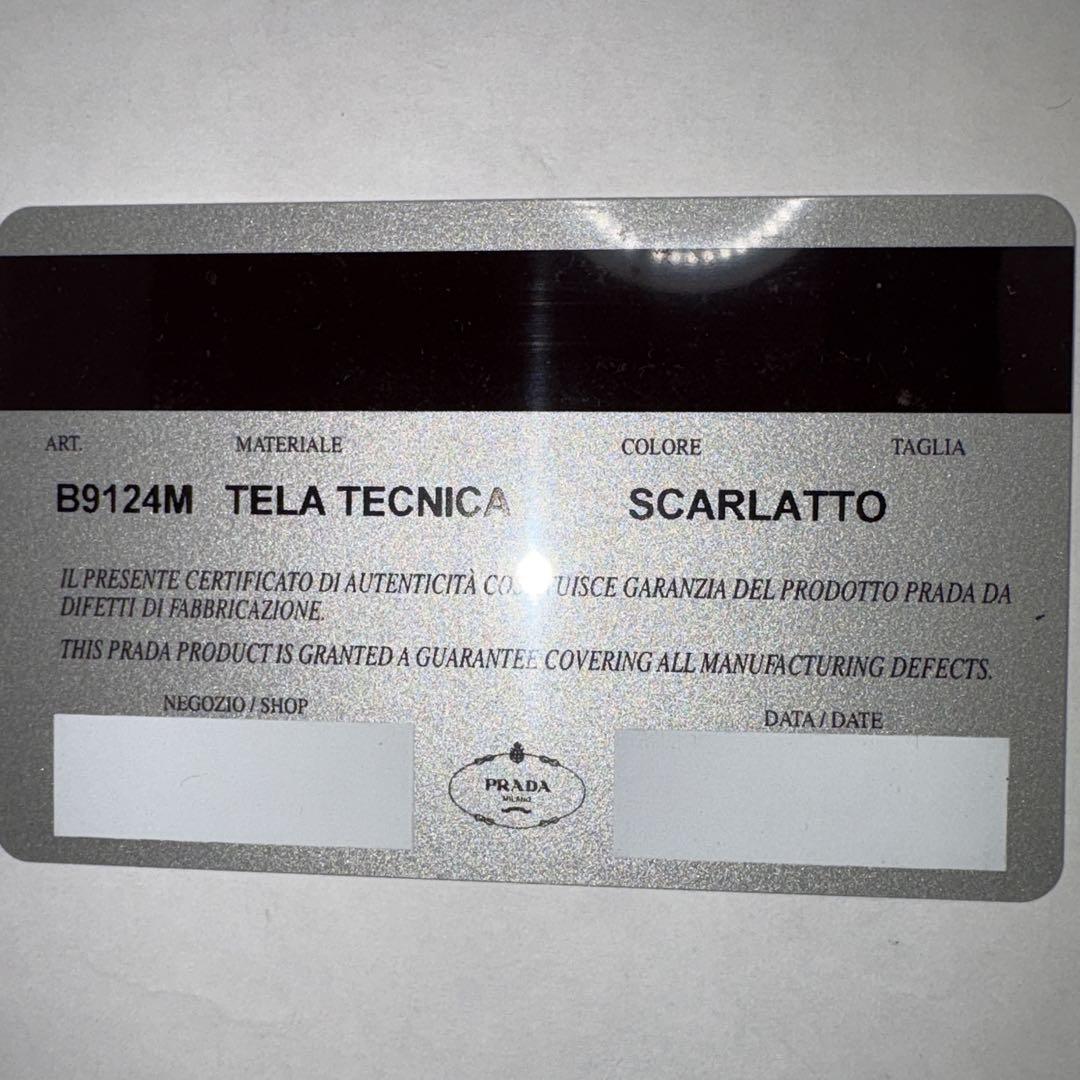 ART. MATERIALE COLORE TAGLIA
B9124M TELA TECNICA SCARLATTO
IL PRESENTE CERTIFICATO DI AUTENTICITÀ GARANZIA DEL PRODOTTO PRADA DA
DIFETTI DI FABBRICAZIONE.
THIS PRADA PRODUCT IS GRANTED A GUARANTEE COVERING ALL MANUFACTURING DEFECTS.
NEGOZIO / SHOP DATA / DATE
PRADA
MILANO